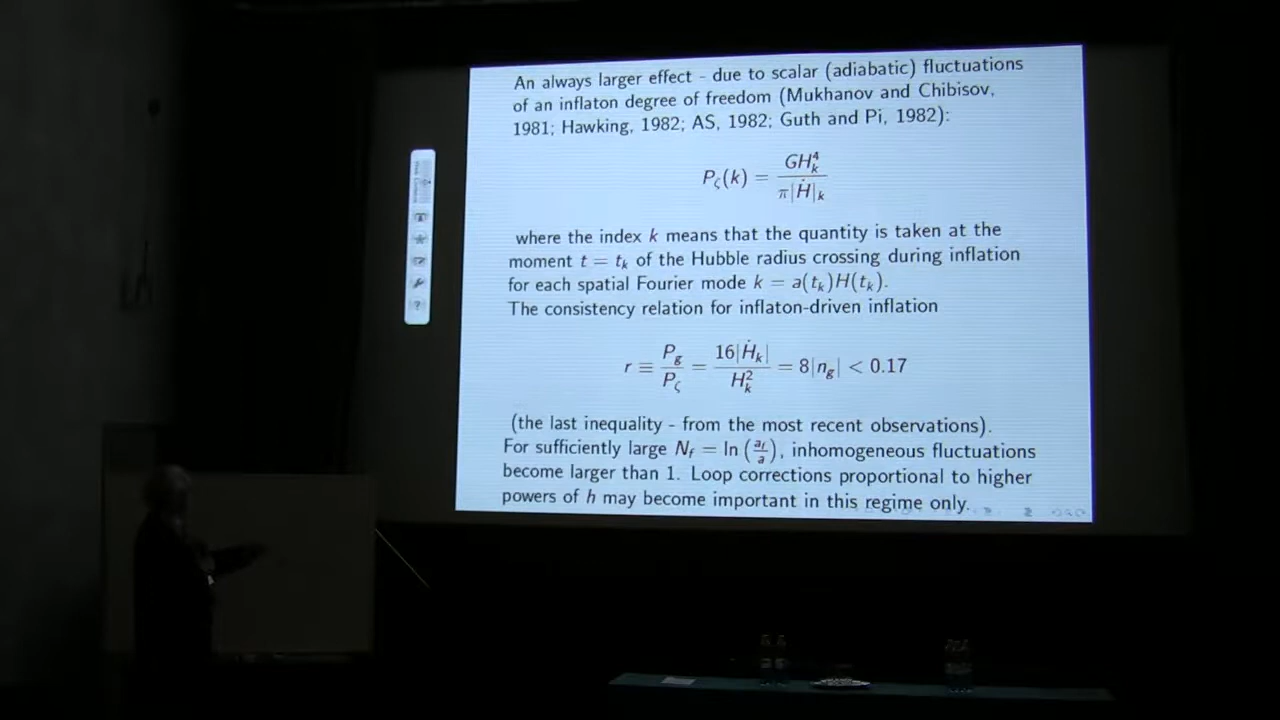 An always larger effect - due to scalar (adiabatic) fluctuations
of an inflaton degree of freedom (Mukhanov and Chibisov,
1981; Hawking, 1982; AS, 1982; Guth and Pi, 1982):
P_ζ(k) = GH_k^4 / π|Ḣ|_k
where the index k means that the quantity is taken at the
moment t = t_k of the Hubble radius crossing during inflation
for each spatial Fourier mode k = a(t_k)H(t_k).
The consistency relation for inflaton-driven inflation
r ≡ P_g / P_ζ = 16|Ḣ_k| / H_k^2 = 8|n_g| < 0.17
(the last inequality - from the most recent observations).
For sufficiently large N_f = ln (a_f / a), inhomogeneous fluctuations
become larger than 1. Loop corrections proportional to higher
powers of h may become important in this regime only.